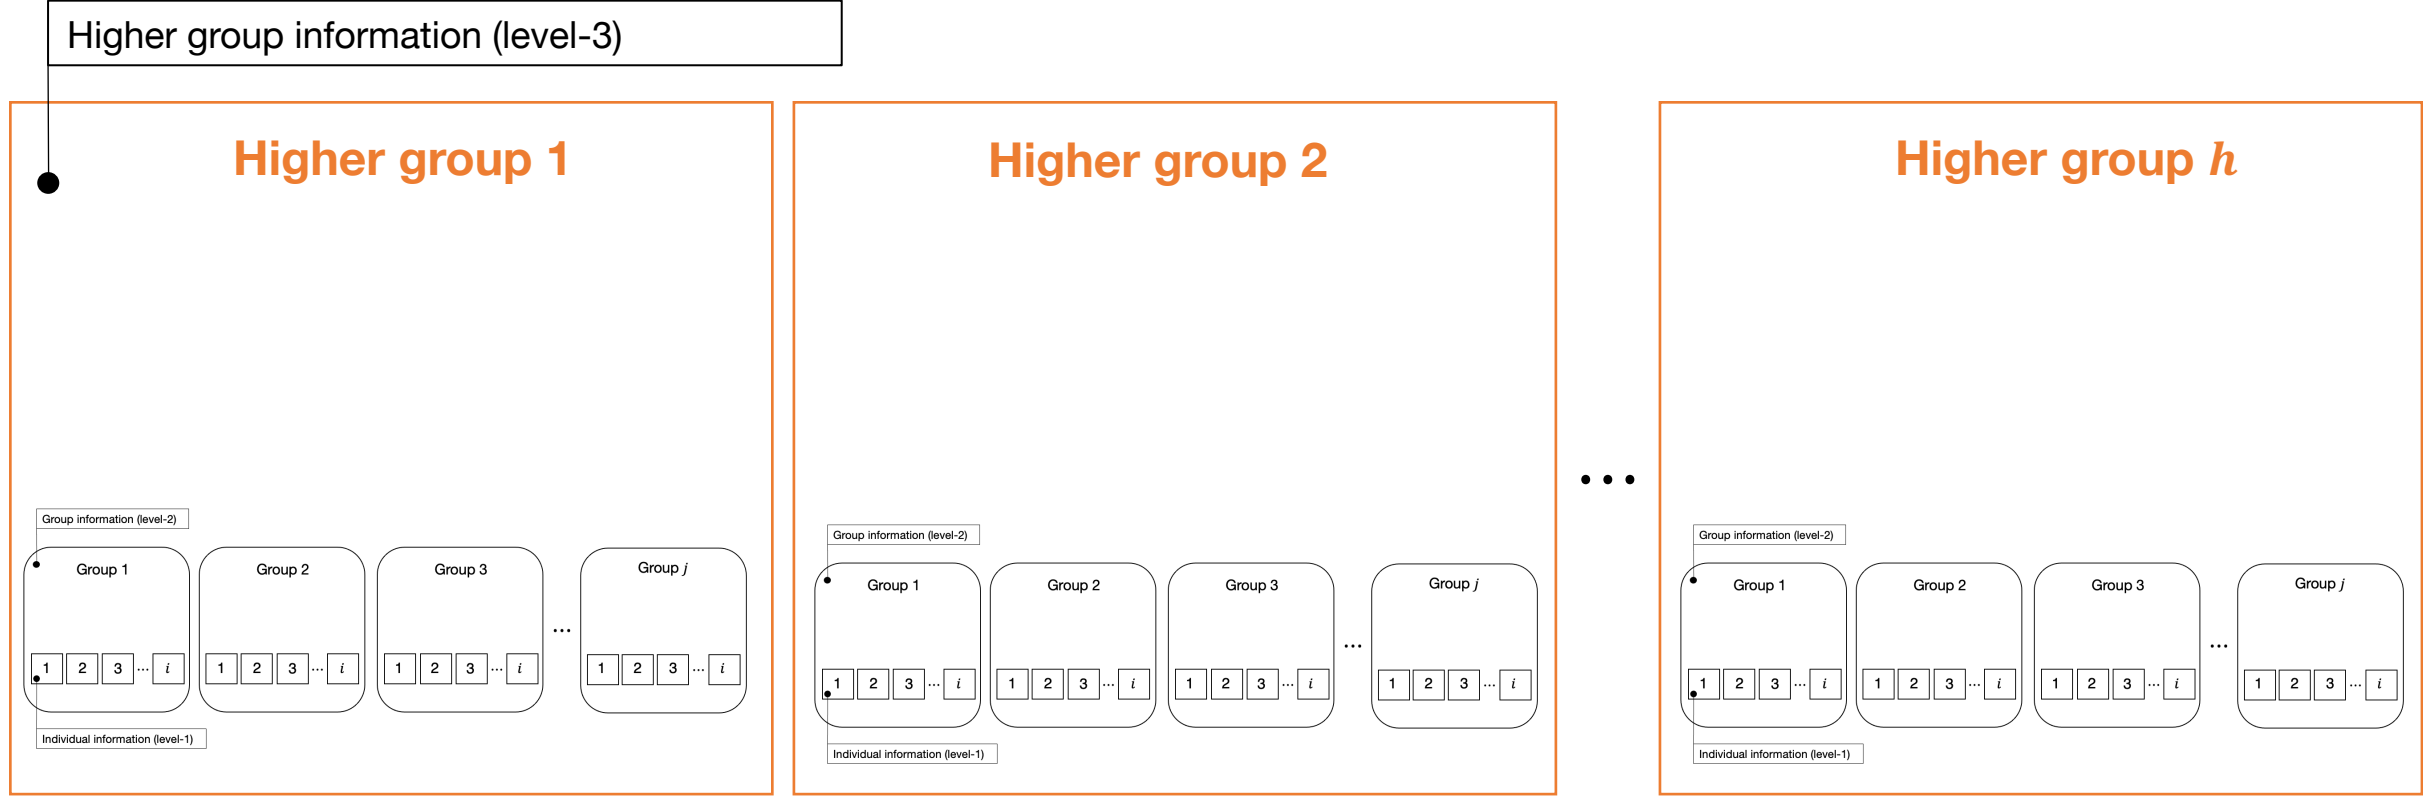 Higher group information (level-3)
Higher group 1
Group information (level-2)
Group 1
Group 2
Group 3
...
Group j
1 2 3 ... i
1 2 3 ... i
1 2 3 ... i
1 2 3 ... i
Individual information (level-1)
Higher group 2
Group information (level-2)
Group 1
Group 2
Group 3
...
Group j
1 2 3 ... i
1 2 3 ... i
1 2 3 ... i
1 2 3 ... i
Individual information (level-1)
...
Higher group h
Group information (level-2)
Group 1
Group 2
Group 3
...
Group j
1 2 3 ... i
1 2 3 ... i
1 2 3 ... i
1 2 3 ... i
Individual information (level-1)